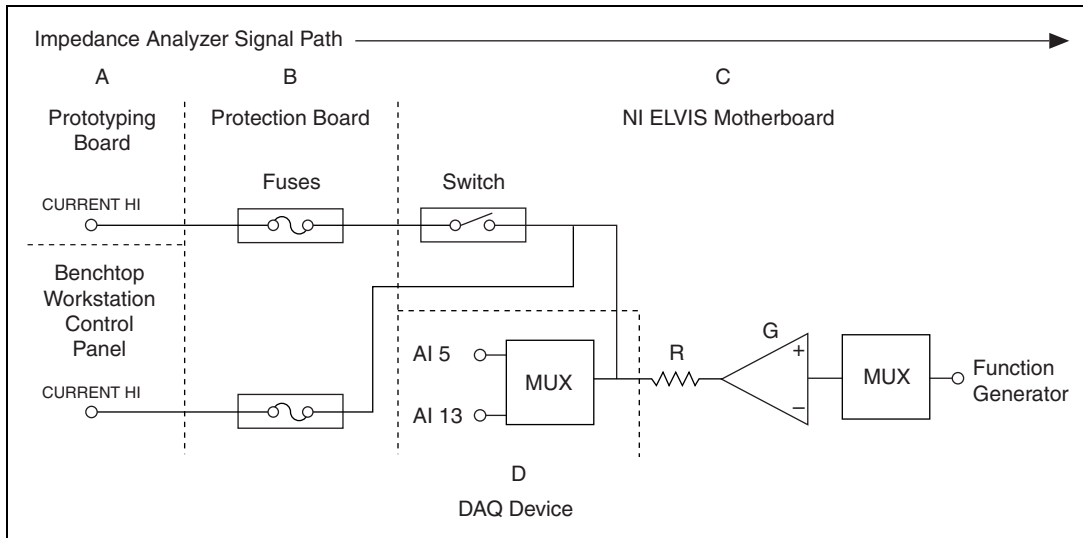 Impedance Analyzer Signal Path
A
B
C
Prototyping
Board
Protection Board
NI ELVIS Motherboard
Fuses
Switch
CURRENT HI
Benchtop
Workstation
Control
Panel
CURRENT HI
AI 5
AI 13
MUX
R
G
+
–
MUX
Function
Generator
D
DAQ Device